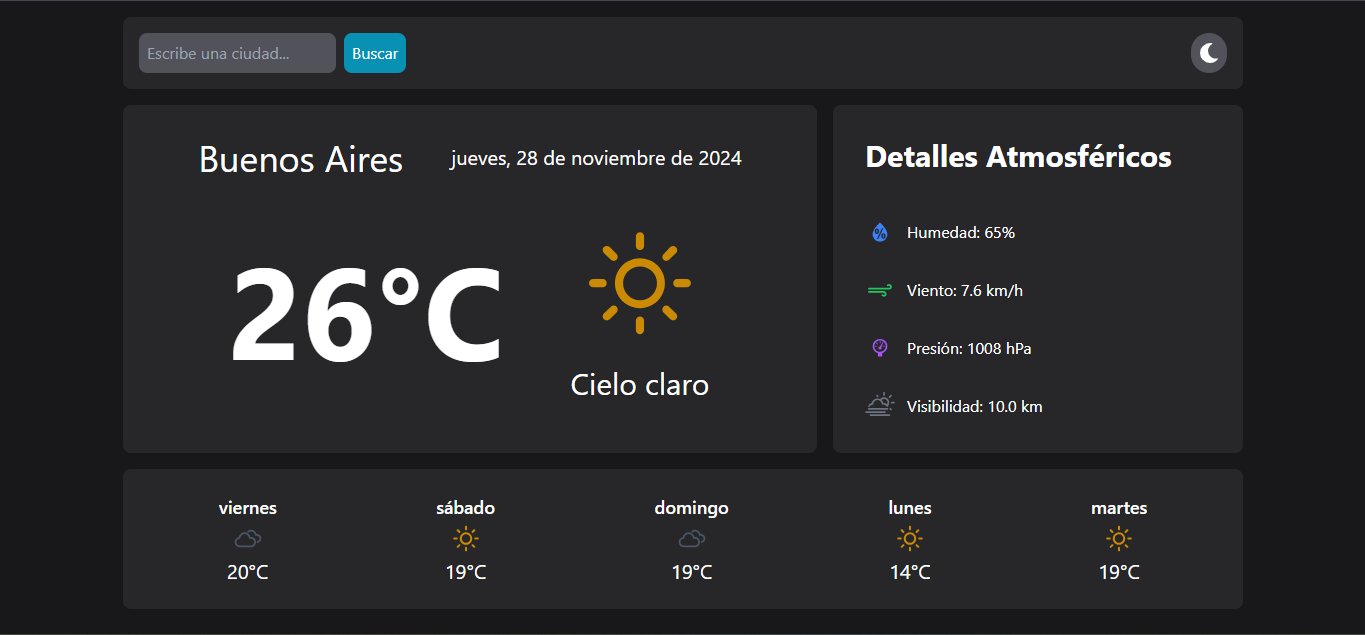 Escribe una ciudad... Buscar
Buenos Aires jueves, 28 de noviembre de 2024
26°C
Cielo claro
Detalles Atmosféricos
Humedad: 65%
Viento: 7.6 km/h
Presión: 1008 hPa
Visibilidad: 10.0 km
viernes sábado domingo lunes martes
20°C 19°C 19°C 14°C 19°C